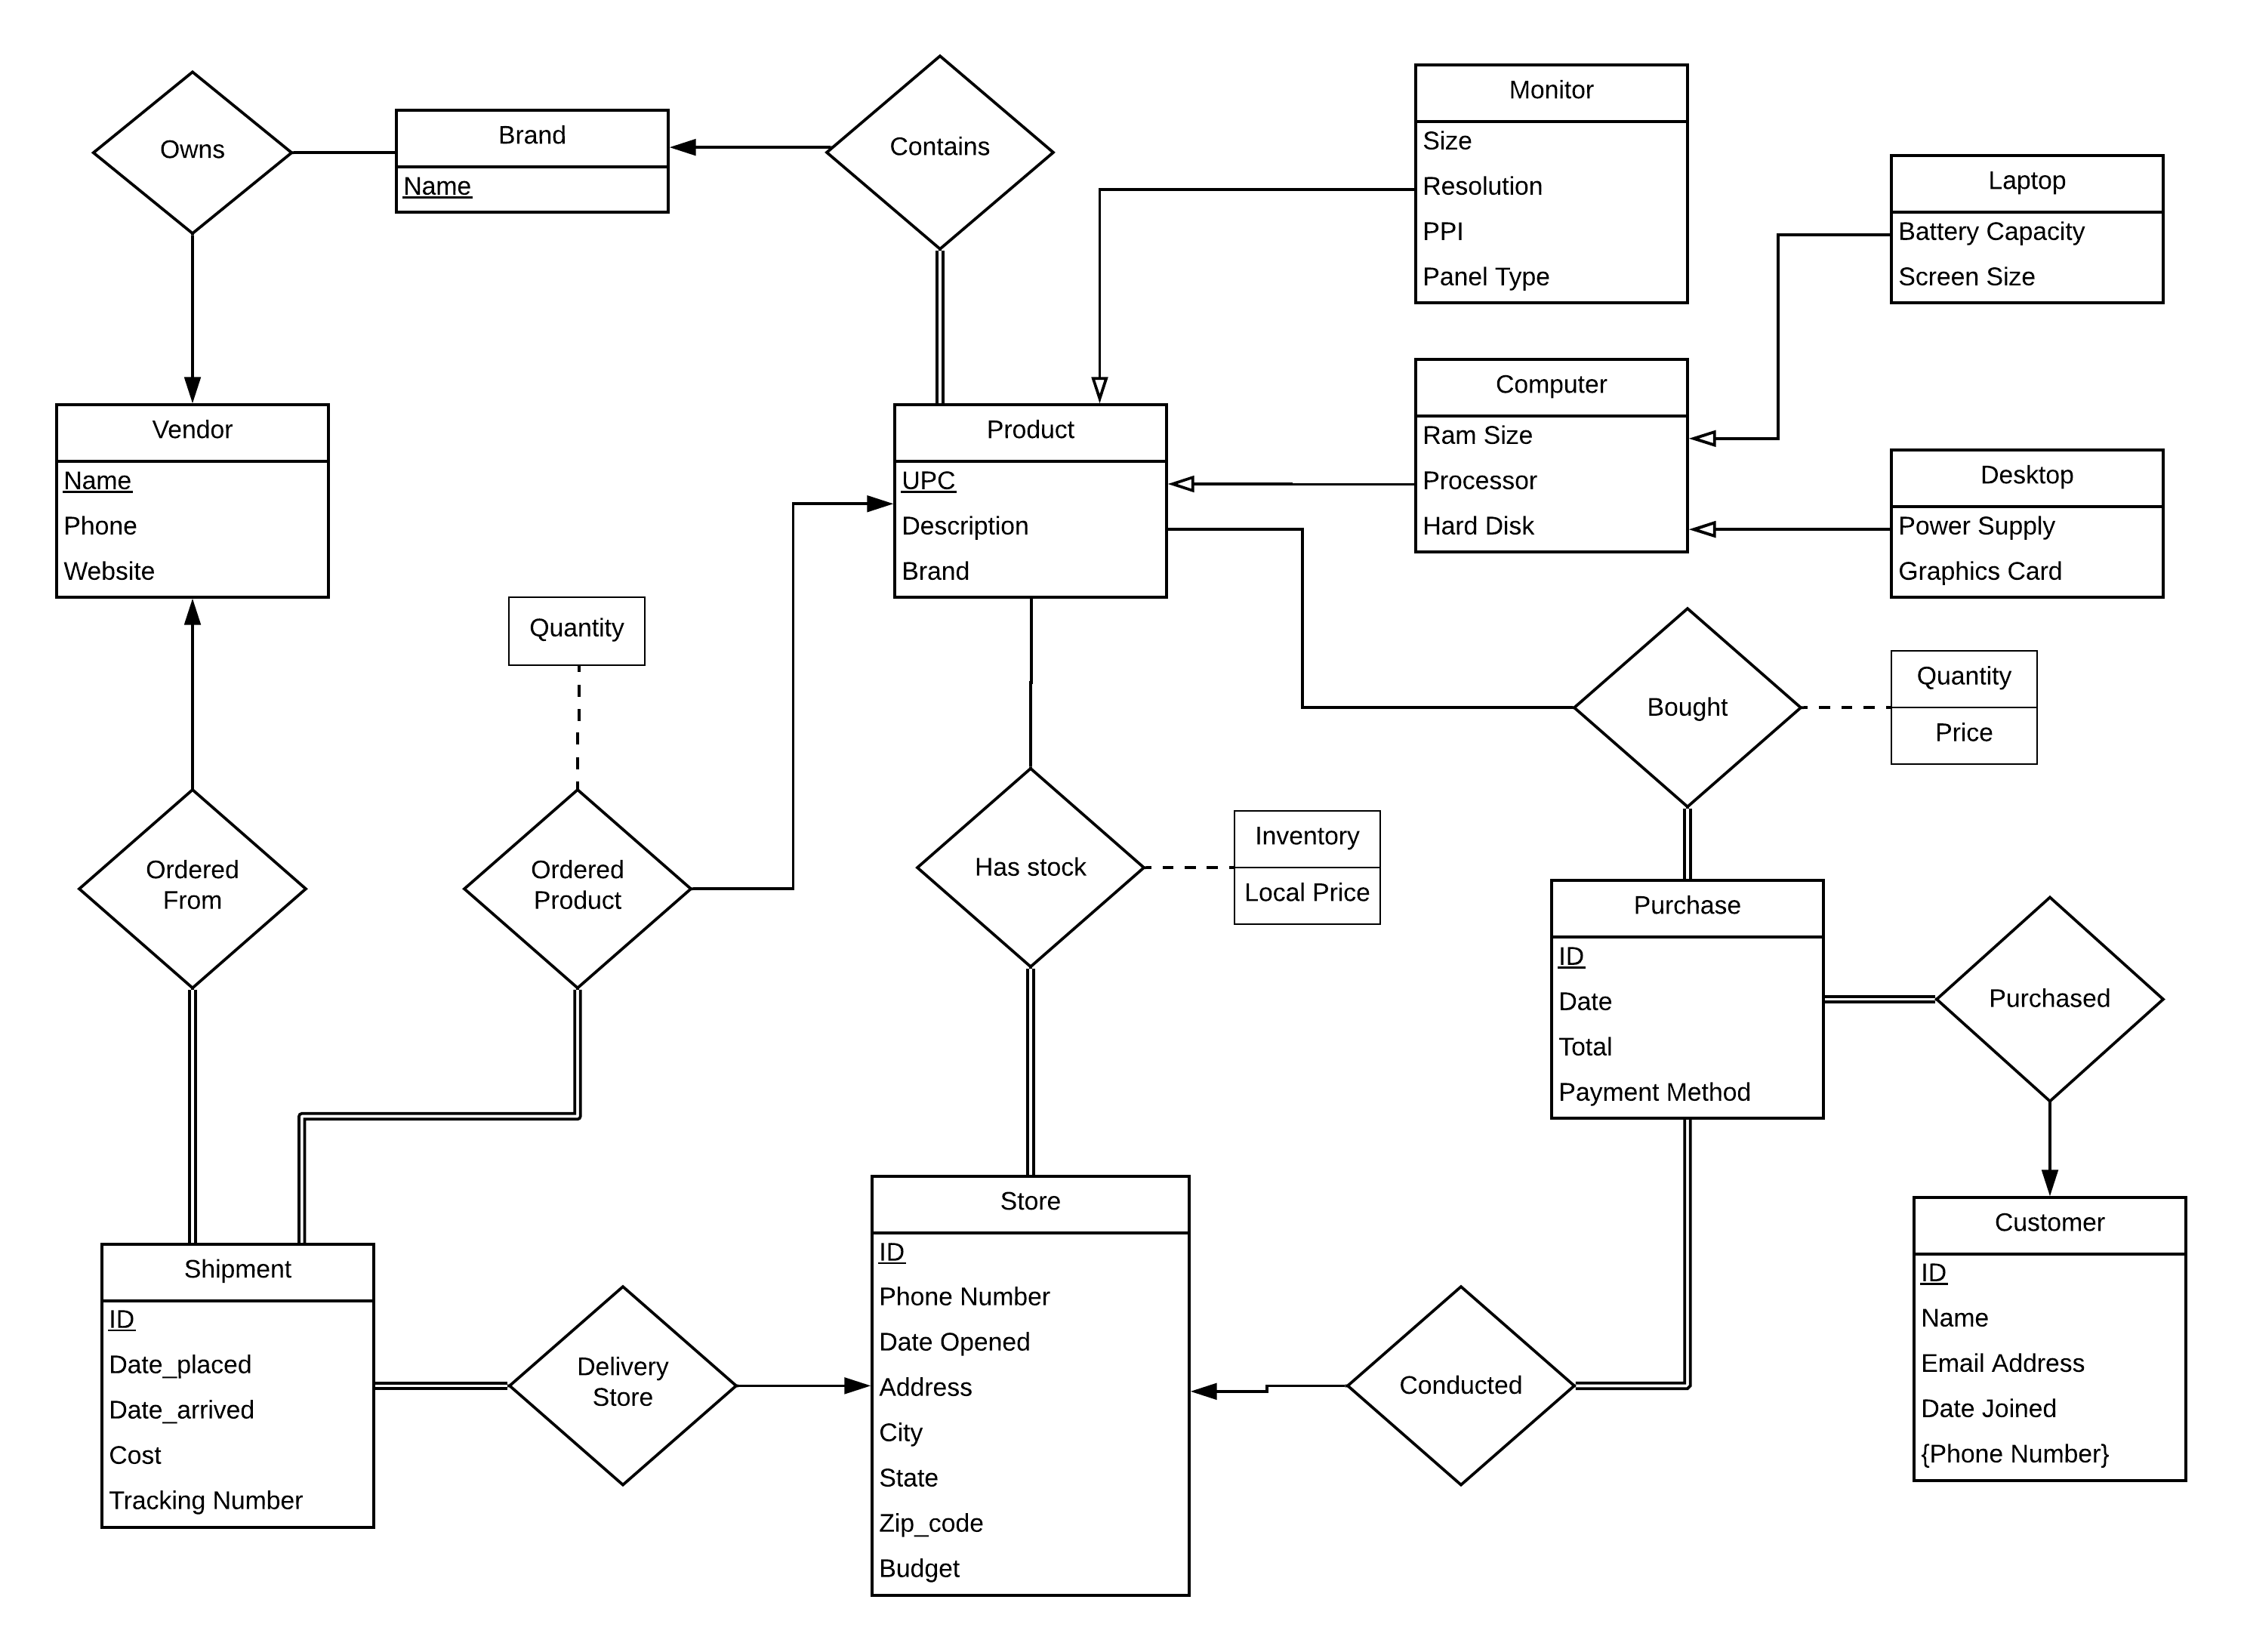 Owns
Brand
Name
Contains
Monitor
Size
Resolution
PPI
Panel Type
Laptop
Battery Capacity
Screen Size
Vendor
Name
Phone
Website
Product
UPC
Description
Brand
Computer
Ram Size
Processor
Hard Disk
Desktop
Power Supply
Graphics Card
Quantity
Bought
Quantity
Price
Ordered
From
Ordered
Product
Has stock
Inventory
Local Price
Purchase
ID
Date
Total
Payment Method
Purchased
Shipment
ID
Date_placed
Date_arrived
Cost
Tracking Number
Delivery
Store
Store
ID
Phone Number
Date Opened
Address
City
State
Zip_code
Budget
Conducted
Customer
ID
Name
Email Address
Date Joined
{Phone Number}